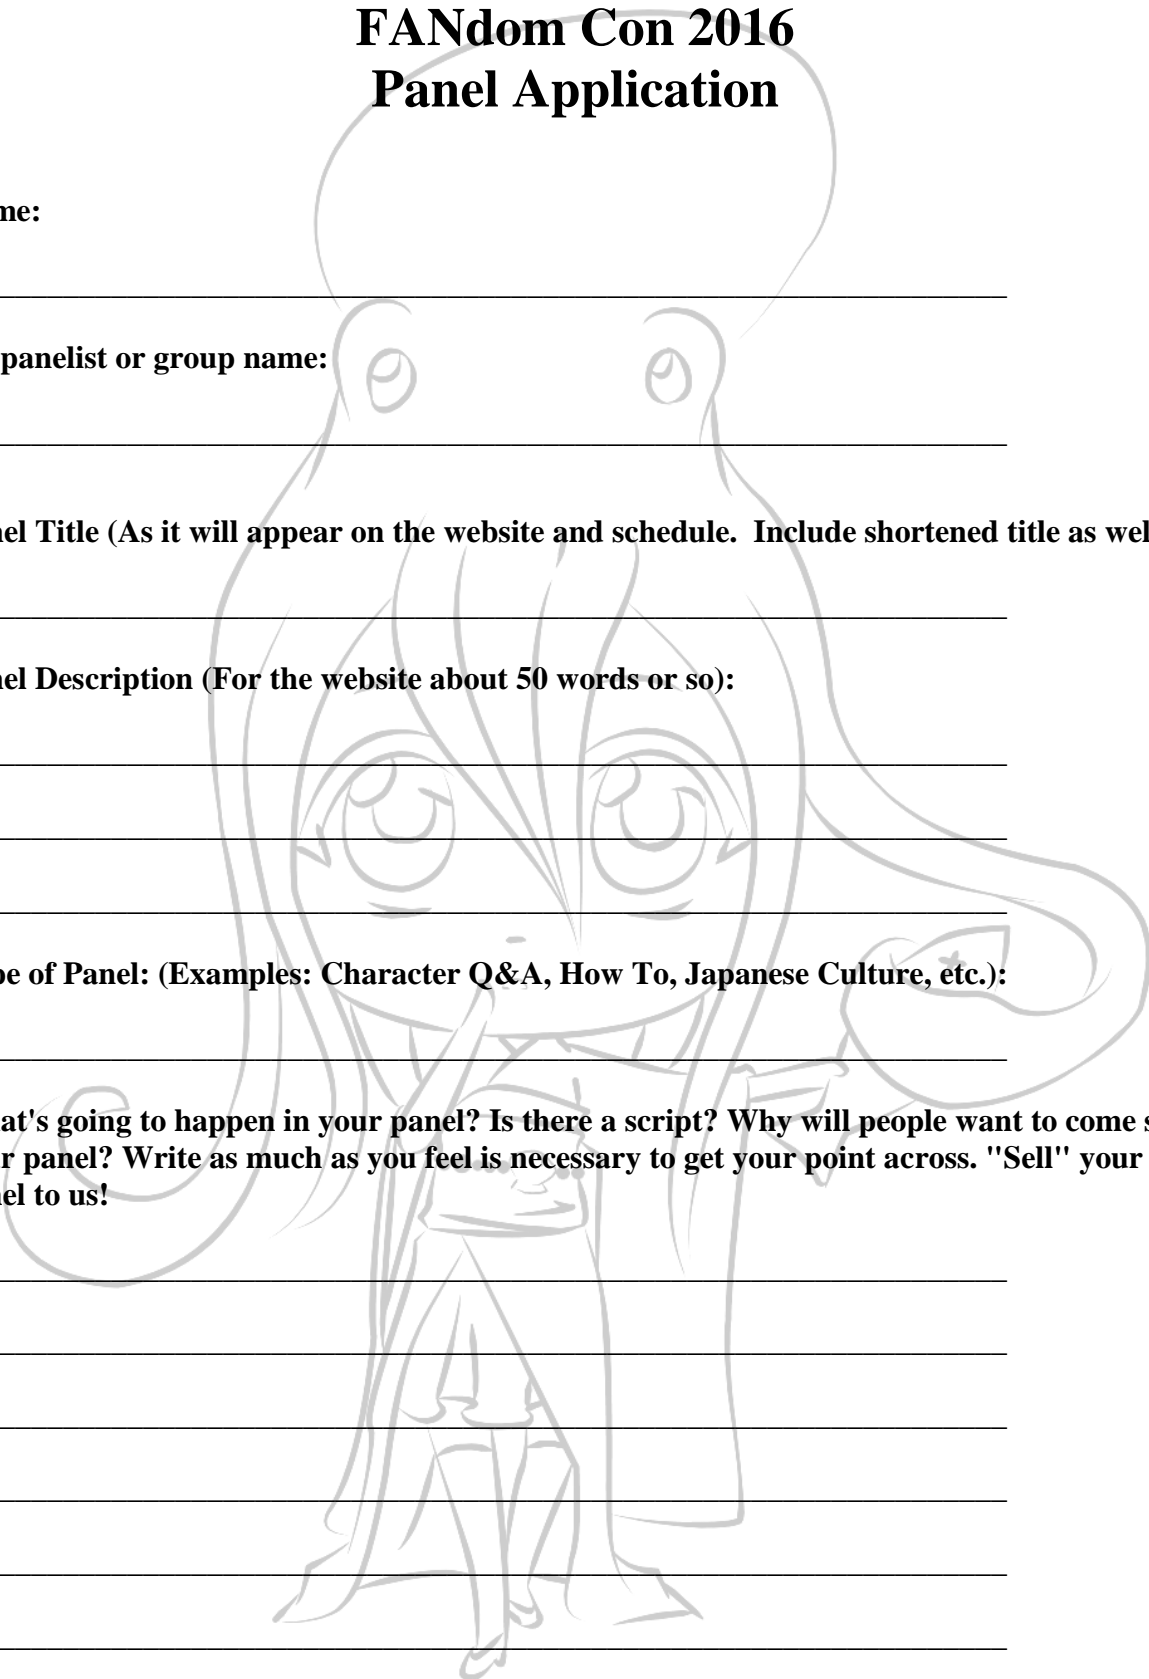 FANdom Con 2016
Panel Application
me:
panelist or group name:
nel Title (As it will appear on the website and schedule.  Include shortened title as wel
nel Description (For the website about 50 words or so):
pe of Panel: (Examples: Character Q&A, How To, Japanese Culture, etc.):
at's going to happen in your panel? Is there a script? Why will people want to come s
r panel? Write as much as you feel is necessary to get your point across. "Sell" your
nel to us!